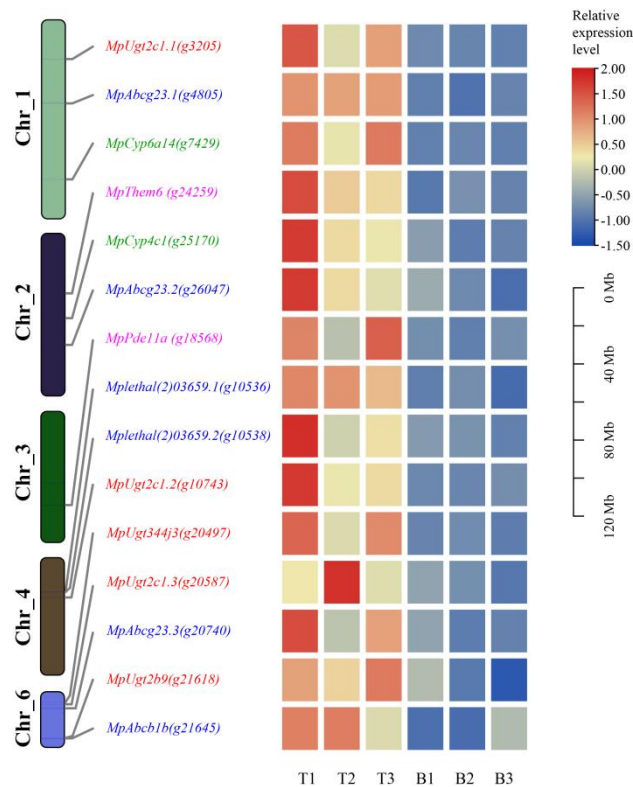 Relative
expression
level
Chr_1
Chr_2
Chr_3
Chr_4
Chr_6
MpUgt2c1.1(g3205)
MpAbcg23.1(g4805)
MpCyp6a14(g7429)
MpThem6 (g24259)
MpCyp4c1(g25170)
MpAbcg23.2(g26047)
MpPde11a (g18568)
Mplethal(2)03659.1(g10536)
Mplethal(2)03659.2(g10538)
MpUgt2c1.2(g10743)
MpUgt344j3(g20497)
MpUgt2c1.3(g20587)
MpAbcg23.3(g20740)
MpUgt2b9(g21618)
MpAbcb1b(g21645)
2.00
1.50
1.00
0.50
0.00
-0.50
-1.00
-1.50
0 Mb
40 Mb
80 Mb
120 Mb
T1 T2 T3 B1 B2 B3